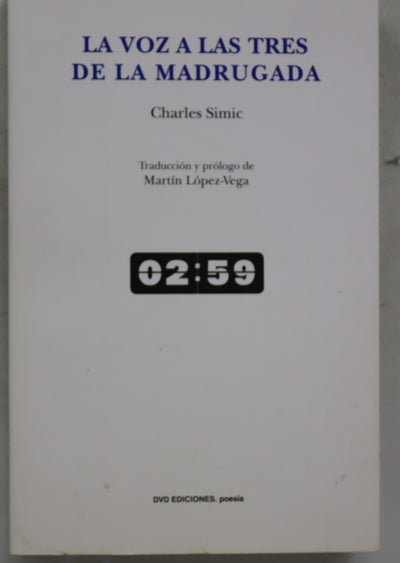 LA VOZ A LAS TRES
DE LA MADRUGADA
Charles Simic
Traducción y prólogo de
Martín López-Vega
02:59
DVD EDICIONES. poesía